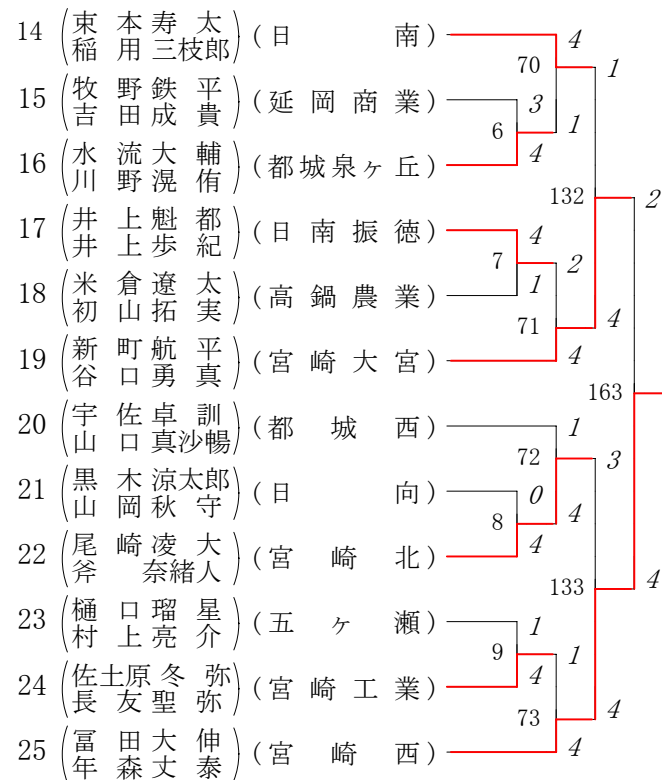 14 束本寿太 稲用三枝郎 (日南)
15 牧野鉄平 吉田成貴 (延岡商業)
16 水流大輔 川野滉侑 (都城泉ヶ丘)
17 井上魁都 井上歩紀 (日南振徳)
18 米倉遼太 初山拓実 (高鍋農業)
19 新町航平 谷口勇真 (宮崎大宮)
20 宇佐卓訓 山口真沙暢 (都城西)
21 黒木涼太郎 山岡秋守 (日向)
22 尾崎凌大 斧奈緒人 (宮崎北)
23 樋口瑠星 村上亮介 (五ヶ瀬)
24 佐土原冬弥 長友聖弥 (宮崎工業)
25 冨田大伸 年森丈泰 (宮崎西)
4
70
1
3
6
1
4
132
2
4
7
2
1
71
4
4
163
1
72
3
0
8
4
4
133
4
1
9
1
4
73
4
4